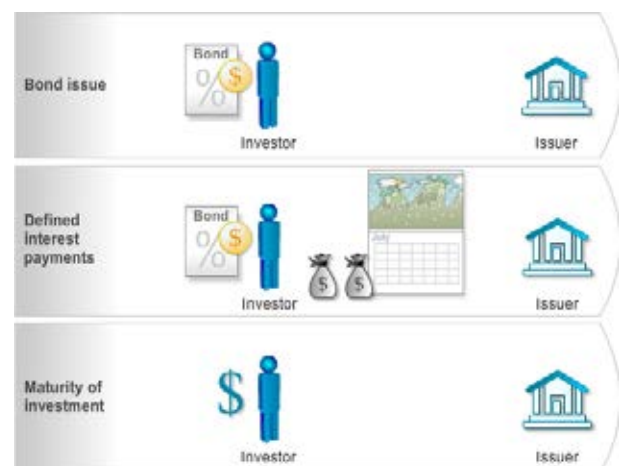 Bond issue
Bond
%
$
Investor
Issuer
Defined
interest
payments
Bond
%
$
$
$
July
Investor
Issuer
Maturity of
investment
$
Investor
Issuer